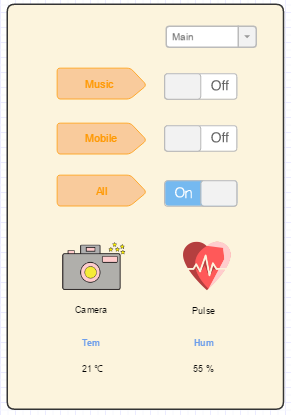 Main
Music Off
Mobile Off
All On
Camera Pulse
Tem Hum
21 ℃ 55 %